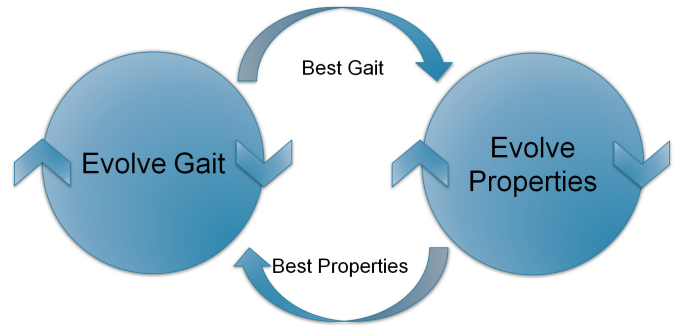 Best Gait
Evolve Gait
Evolve
Properties
Best Properties